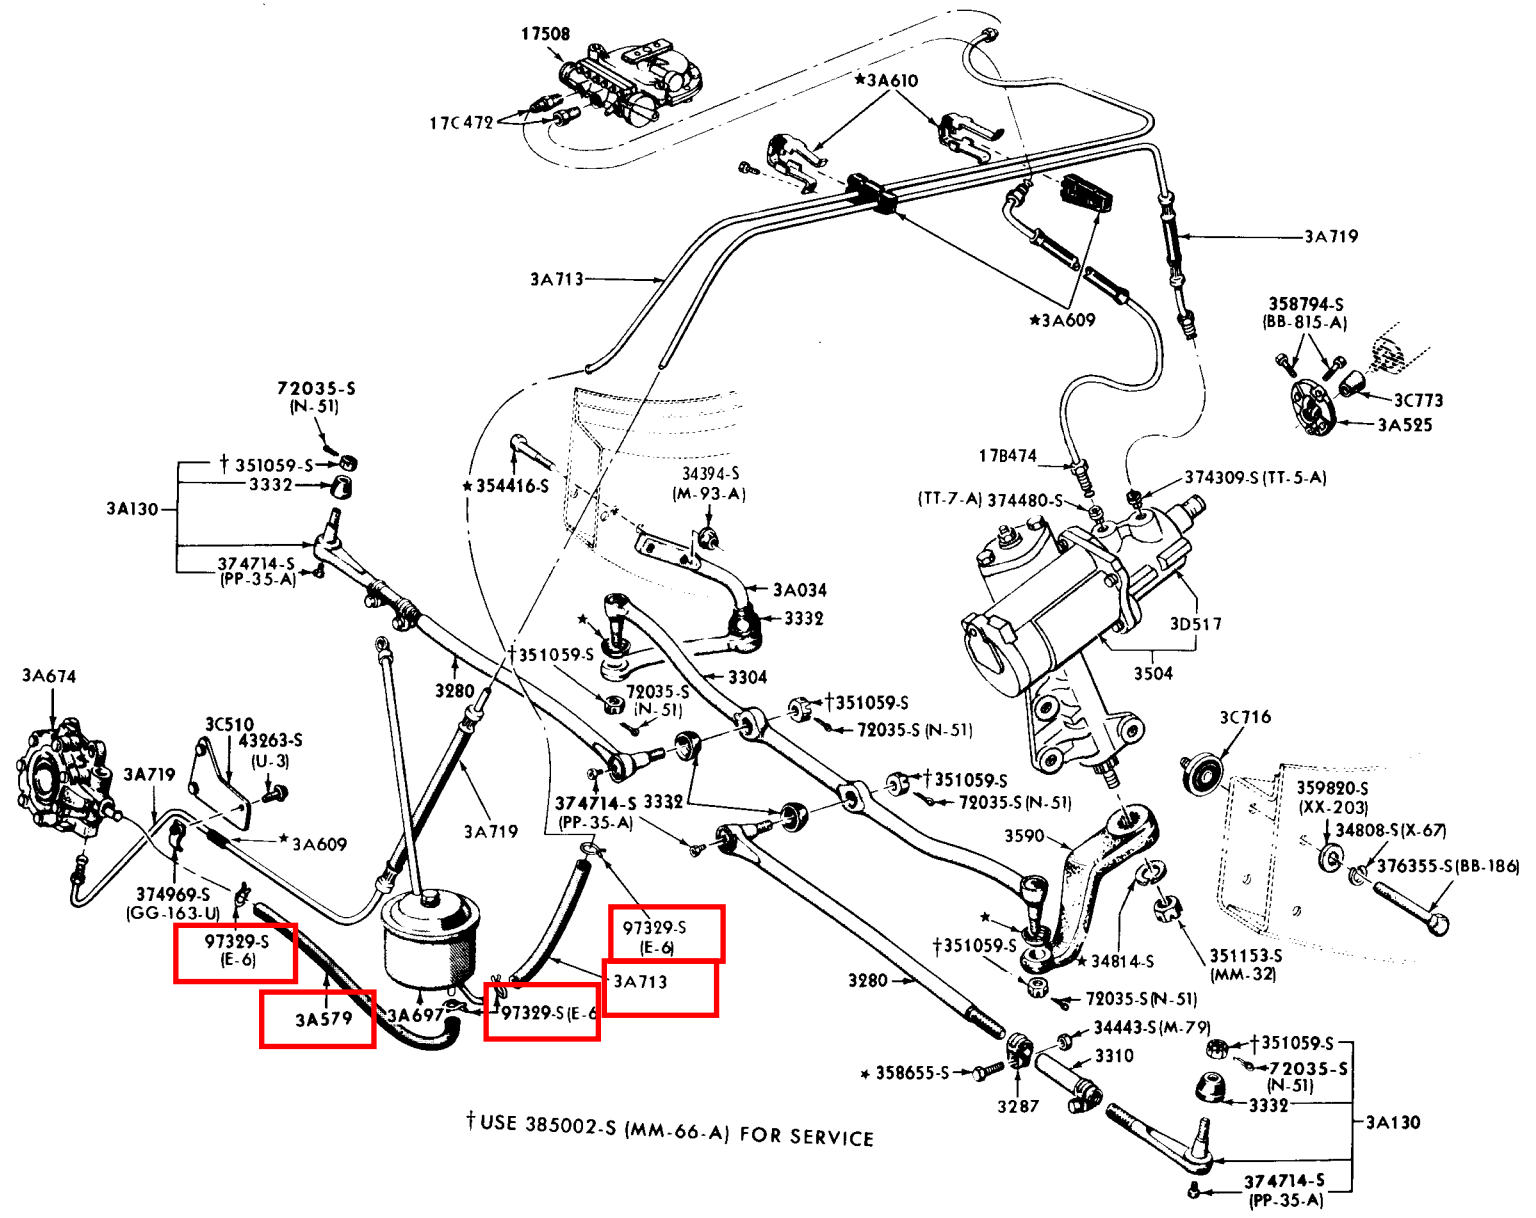 17508
★3A610
17C472
3A719
3A713
★3A609
358794-S
(BB-815-A)
72035-S
(N-51)
3C773
3A525
†351059-S
3332
3A130
374714-S
(PP-35-A)
★354416-S
34394-S
(M-93-A)
17B474
374309-S (TT-5-A)
(TT-7-A) 374480-S
3A034
3332
★
†351059-S
3D517
3504
3280
72035-S
(N-51)
3304
†351059-S
72035-S (N-51)
3A674
3C510
43263-S
(U-3)
3A719
3C716
†351059-S
72035-S (N-51)
374714-S
(PP-35-A)
3332
359820-S
(XX-203)
34808-S (X-67)
376355-S (BB-186)
3A719
★3A609
3590
374969-S
(GG-163-U)
97329-S
(E-6)
97329-S
(E-6)
★
†351059-S
★34814-S
351153-S
(MM-32)
3A713
3280
72035-S (N-51)
3A579
3A697
97329-S (E-6
34443-S (M-79)
3310
†351059-S
72035-S
(N-51)
★358655-S
3287
3332
3A130
†USE 385002-S (MM-66-A) FOR SERVICE
374714-S
(PP-35-A)